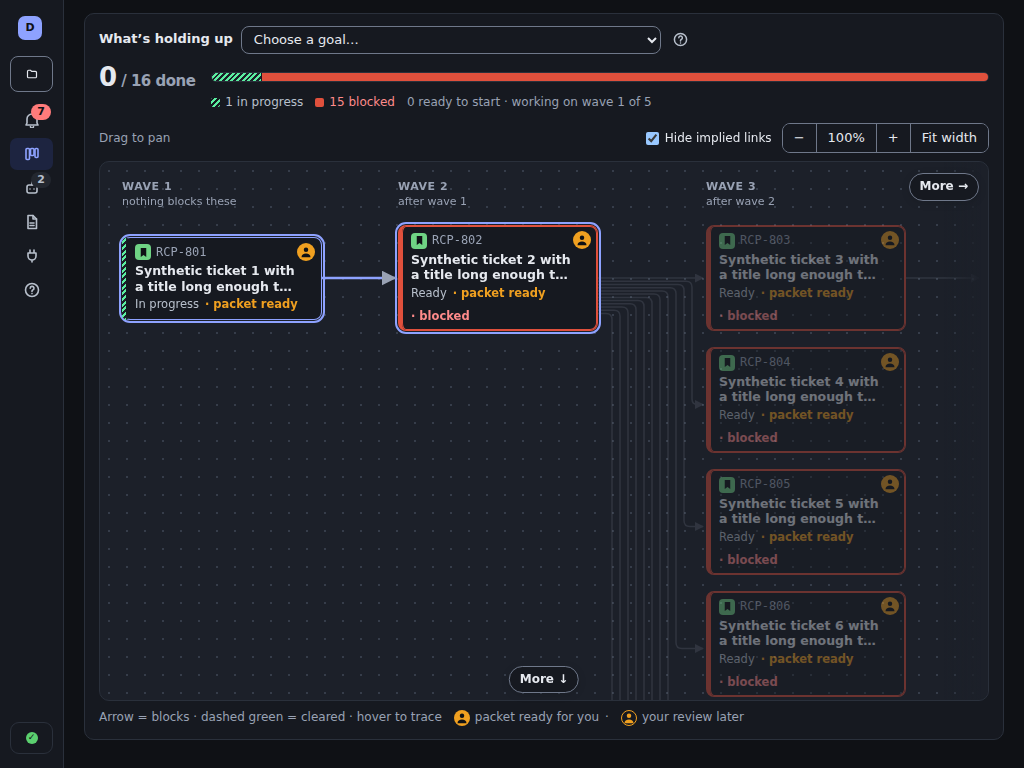 D
What's holding up
Choose a goal...
0 / 16 done
1 in progress
15 blocked
0 ready to start · working on wave 1 of 5
7
2
Drag to pan
Hide implied links
−
100%
+
Fit width
WAVE 1
nothing blocks these
WAVE 2
after wave 1
WAVE 3
after wave 2
More →
RCP-801
Synthetic ticket 1 with
a title long enough t…
In progress · packet ready
RCP-802
Synthetic ticket 2 with
a title long enough t…
Ready · packet ready
· blocked
RCP-803
Synthetic ticket 3 with
a title long enough t…
Ready · packet ready
· blocked
RCP-804
Synthetic ticket 4 with
a title long enough t…
Ready · packet ready
· blocked
RCP-805
Synthetic ticket 5 with
a title long enough t…
Ready · packet ready
· blocked
RCP-806
Synthetic ticket 6 with
a title long enough t…
Ready · packet ready
· blocked
More ↓
Arrow = blocks · dashed green = cleared · hover to trace
packet ready for you ·
your review later